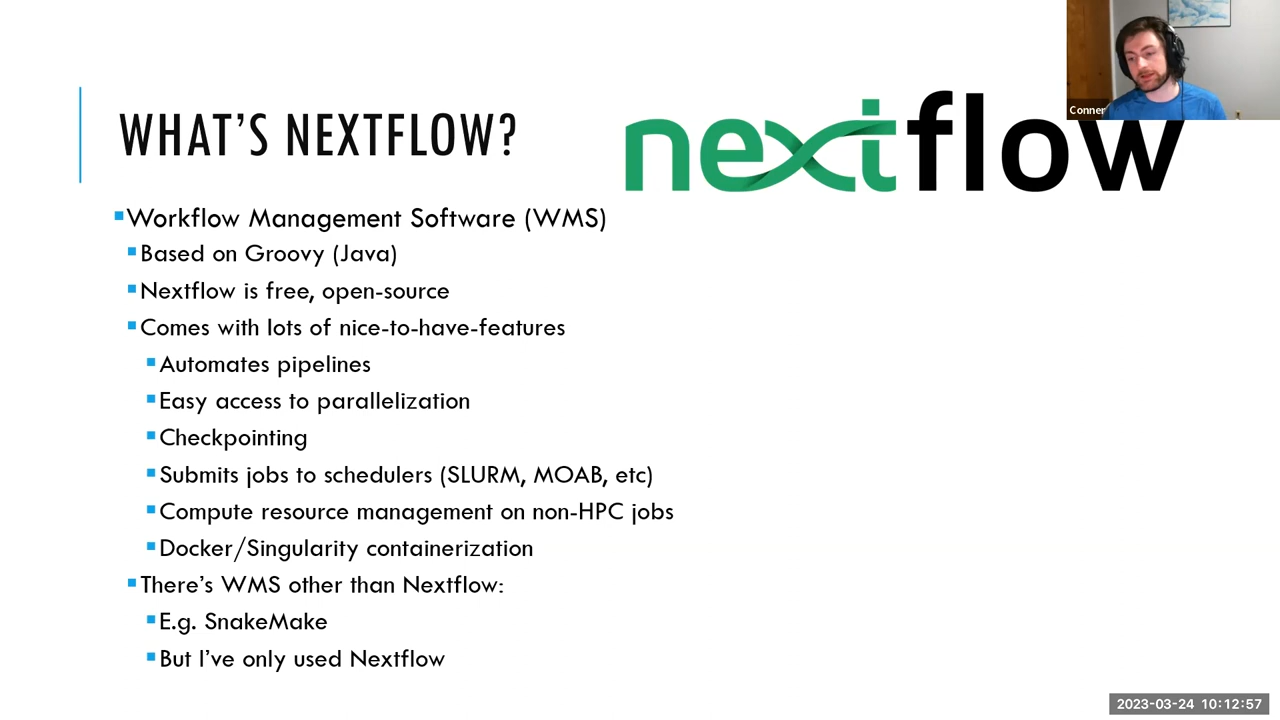 Conner
WHAT'S NEXTFLOW?
nextflow
Workflow Management Software (WMS)
Based on Groovy (Java)
Nextflow is free, open-source
Comes with lots of nice-to-have-features
Automates pipelines
Easy access to parallelization
Checkpointing
Submits jobs to schedulers (SLURM, MOAB, etc)
Compute resource management on non-HPC jobs
Docker/Singularity containerization
There's WMS other than Nextflow:
E.g. SnakeMake
But I've only used Nextflow
2023-03-24 10:12:57